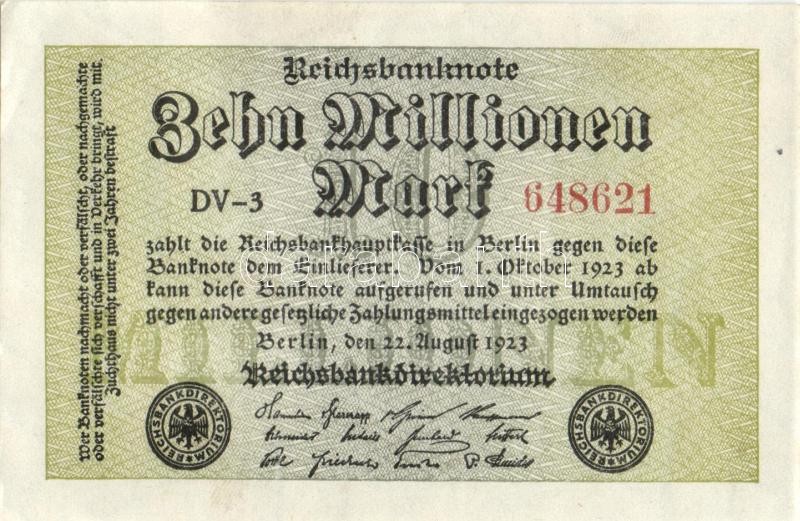 Reichsbanknote
Zehn Millionen
Mark
DV-3
648621
zahlt die Reichsbankhauptkasse in Berlin gegen diese
Banknote dem Einlieferer. Vom 1. Oktober 1923 ab
kann diese Banknote aufgerufen und unter Umtausch
gegen andere gesetzliche Zahlungsmittel eingezogen werden
Berlin, den 22. August 1923
Reichsbankdirektorium
REICHSBANKDIREKTORIUM
REICHSBANKDIREKTORIUM
Wer Banknoten nachmacht oder verfälscht, oder nachgemachte
oder verfälschte sich verschafft und in Verkehr bringt, wird mit
Zuchthaus nicht unter zwei Jahren bestraft